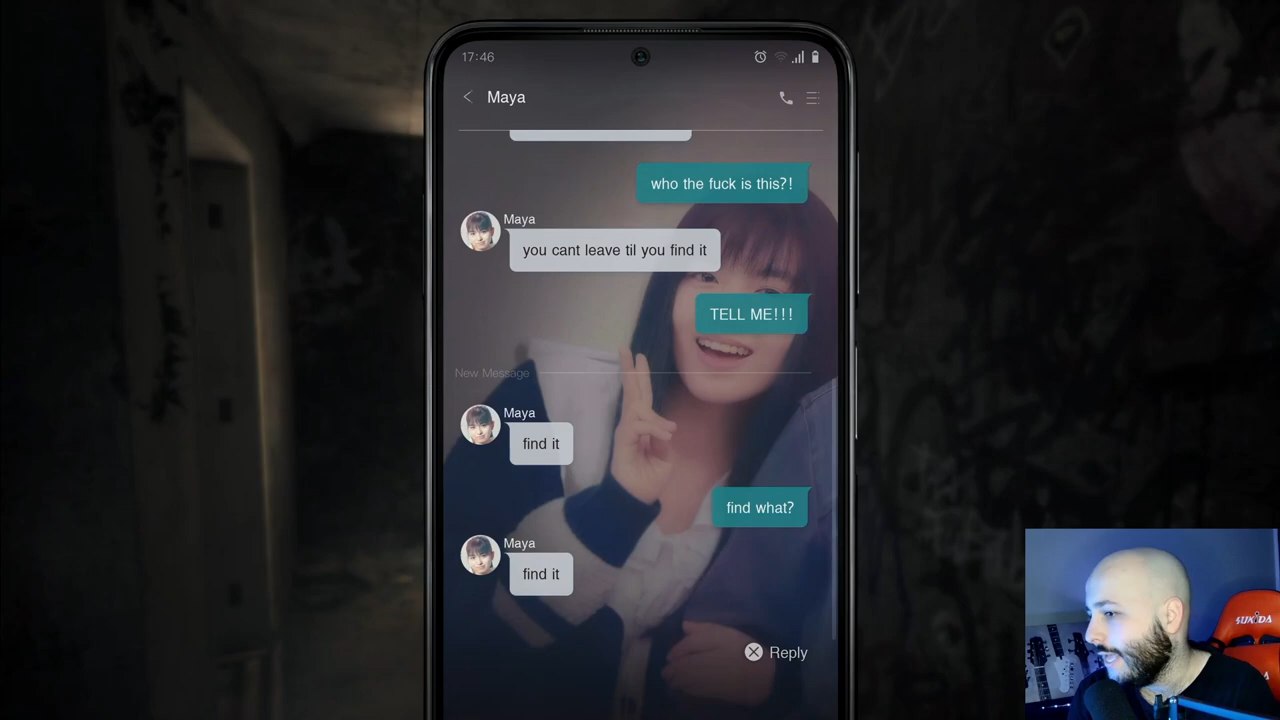 17:46
Maya
who the fuck is this?!
Maya
you cant leave til you find it
TELL ME!!!
New Message
Maya
find it
find what?
Maya
find it
Reply
SUKIDA